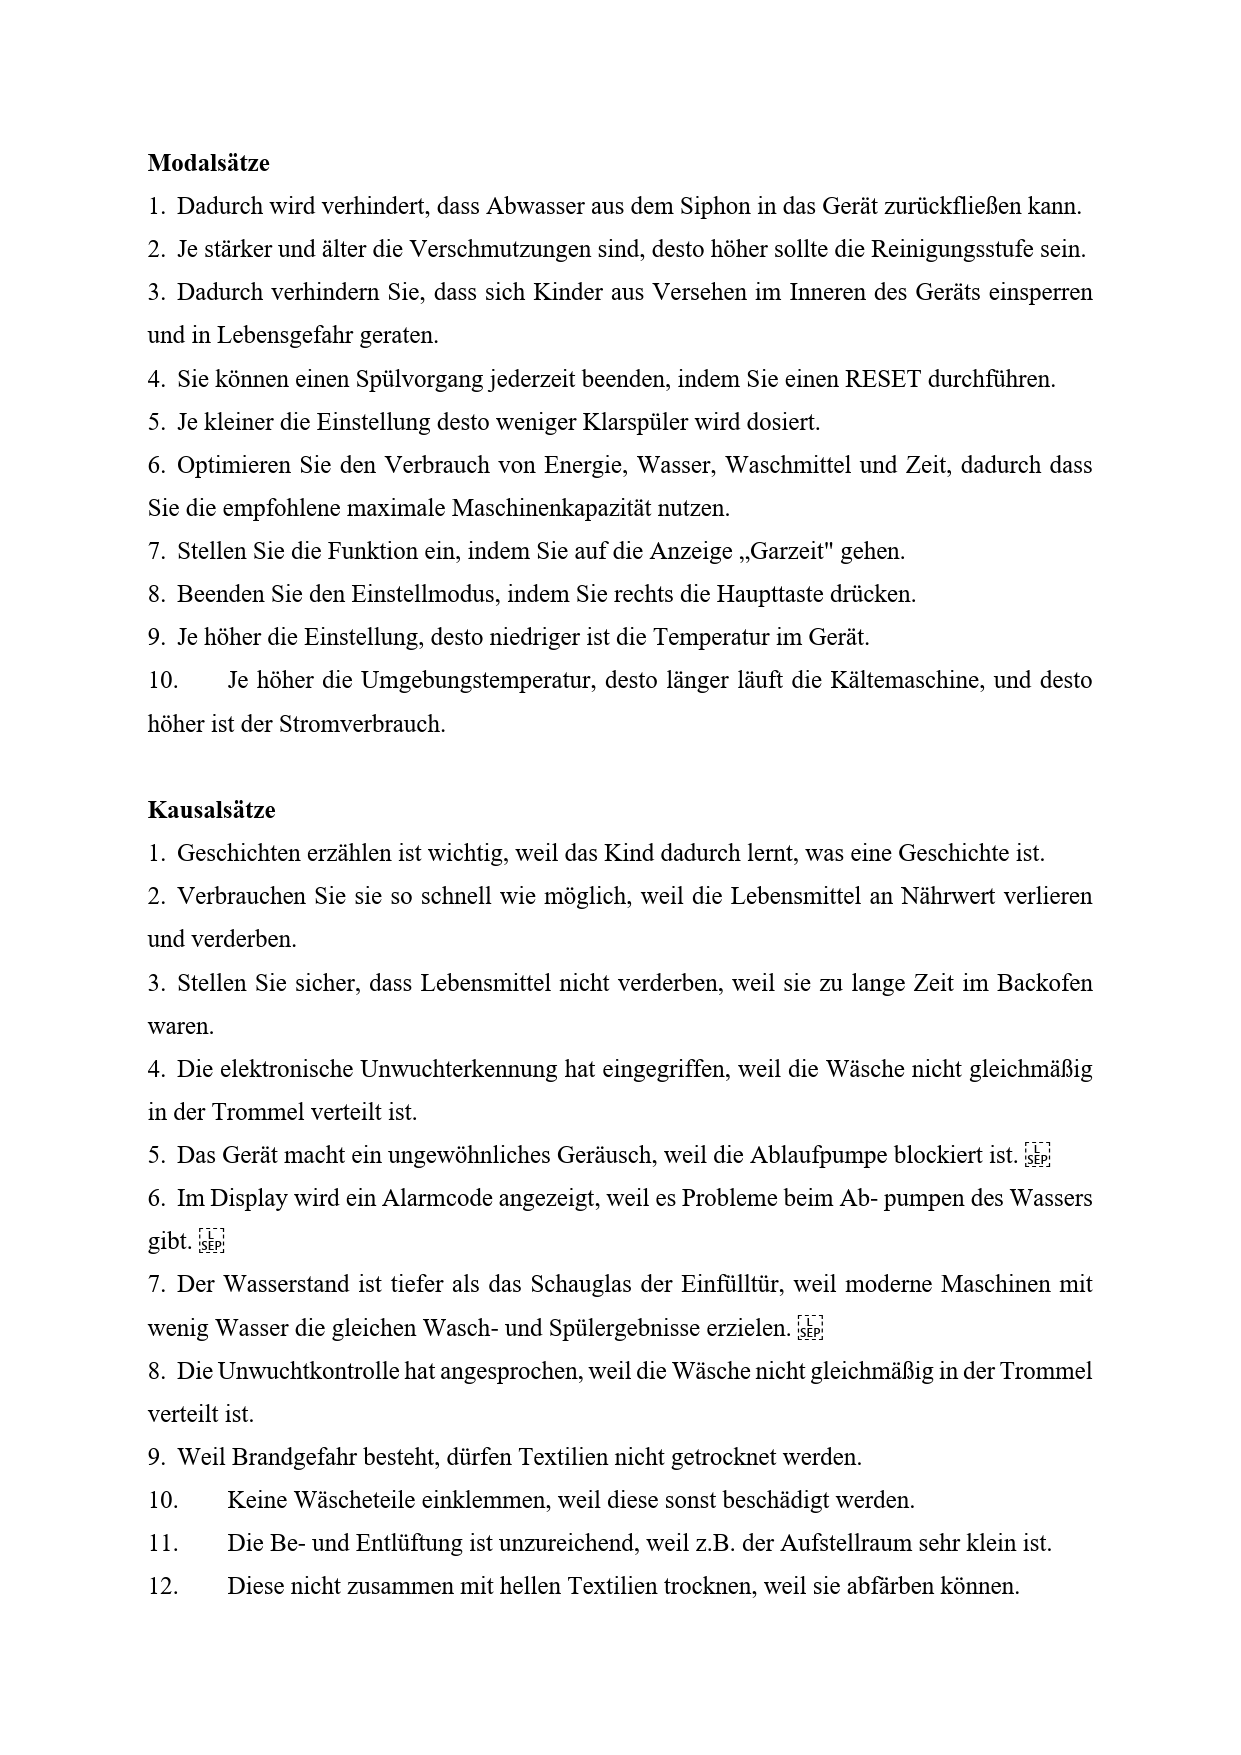 Modalsätze
1. Dadurch wird verhindert, dass Abwasser aus dem Siphon in das Gerät zurückfließen kann.
2. Je stärker und älter die Verschmutzungen sind, desto höher sollte die Reinigungsstufe sein.
3. Dadurch verhindern Sie, dass sich Kinder aus Versehen im Inneren des Geräts einsperren
und in Lebensgefahr geraten.
4. Sie können einen Spülvorgang jederzeit beenden, indem Sie einen RESET durchführen.
5. Je kleiner die Einstellung desto weniger Klarspüler wird dosiert.
6. Optimieren Sie den Verbrauch von Energie, Wasser, Waschmittel und Zeit, dadurch dass
Sie die empfohlene maximale Maschinenkapazität nutzen.
7. Stellen Sie die Funktion ein, indem Sie auf die Anzeige „Garzeit" gehen.
8. Beenden Sie den Einstellmodus, indem Sie rechts die Haupttaste drücken.
9. Je höher die Einstellung, desto niedriger ist die Temperatur im Gerät.
10. Je höher die Umgebungstemperatur, desto länger läuft die Kältemaschine, und desto
höher ist der Stromverbrauch.
Kausalsätze
1. Geschichten erzählen ist wichtig, weil das Kind dadurch lernt, was eine Geschichte ist.
2. Verbrauchen Sie sie so schnell wie möglich, weil die Lebensmittel an Nährwert verlieren
und verderben.
3. Stellen Sie sicher, dass Lebensmittel nicht verderben, weil sie zu lange Zeit im Backofen
waren.
4. Die elektronische Unwuchterkennung hat eingegriffen, weil die Wäsche nicht gleichmäßig
in der Trommel verteilt ist.
5. Das Gerät macht ein ungewöhnliches Geräusch, weil die Ablaufpumpe blockiert ist. L SEP
6. Im Display wird ein Alarmcode angezeigt, weil es Probleme beim Ab- pumpen des Wassers
gibt. L SEP
7. Der Wasserstand ist tiefer als das Schauglas der Einfülltür, weil moderne Maschinen mit
wenig Wasser die gleichen Wasch- und Spülergebnisse erzielen. L SEP
8. Die Unwuchtkontrolle hat angesprochen, weil die Wäsche nicht gleichmäßig in der Trommel
verteilt ist.
9. Weil Brandgefahr besteht, dürfen Textilien nicht getrocknet werden.
10. Keine Wäscheteile einklemmen, weil diese sonst beschädigt werden.
11. Die Be- und Entlüftung ist unzureichend, weil z.B. der Aufstellraum sehr klein ist.
12. Diese nicht zusammen mit hellen Textilien trocknen, weil sie abfärben können.